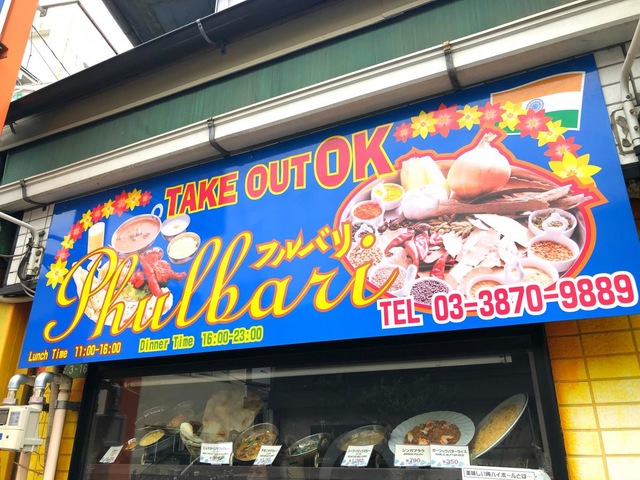 TAKE OUT OK
フルバリ
Phulbari
TEL 03-3870-9889
Lunch Time 11:00-16:00
Dinner Time 16:00-23:00